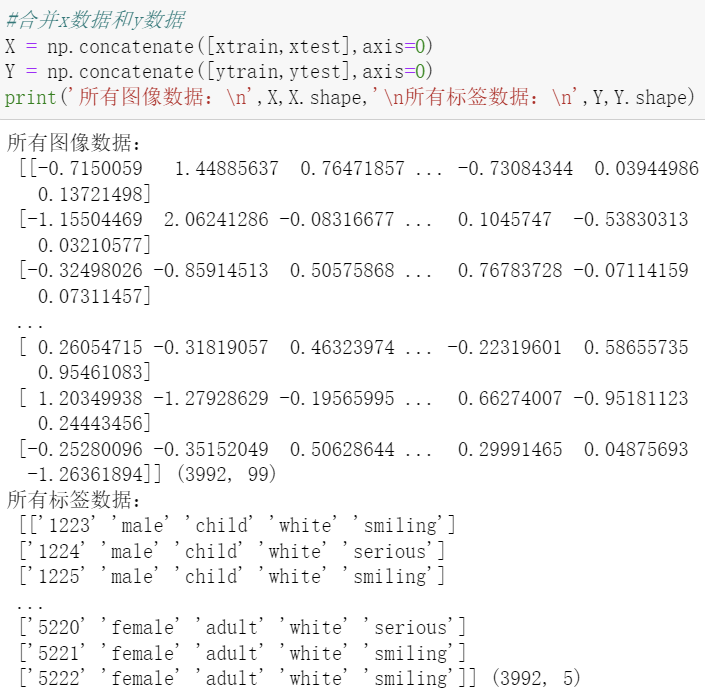 #合并x数据和y数据
X = np.concatenate([xtrain,xtest],axis=0)
Y = np.concatenate([ytrain,ytest],axis=0)
print('所有图像数据：\n',X,X.shape,'\n所有标签数据：\n',Y,Y.shape)
所有图像数据：
[[-0.7150059   1.44885637  0.76471857 ... -0.73084344  0.03944986
0.13721498]
[-1.15504469  2.06241286 -0.08316677 ...  0.1045747  -0.53830313
0.03210577]
[-0.32498026 -0.85914513  0.50575868 ...  0.76783728 -0.07114159
0.07311457]
...
[ 0.26054715 -0.31819057  0.46323974 ... -0.22319601  0.58655735
0.95461083]
[ 1.20349938 -1.27928629 -0.19565995 ...  0.66274007 -0.95181123
0.24443456]
[-0.25280096 -0.35152049  0.50628644 ...  0.29991465  0.04875693
-1.26361894]] (3992, 99)
所有标签数据：
[['1223' 'male' 'child' 'white' 'smiling']
['1224' 'male' 'child' 'white' 'serious']
['1225' 'male' 'child' 'white' 'smiling']
...
['5220' 'female' 'adult' 'white' 'serious']
['5221' 'female' 'adult' 'white' 'smiling']
['5222' 'female' 'adult' 'white' 'smiling']] (3992, 5)